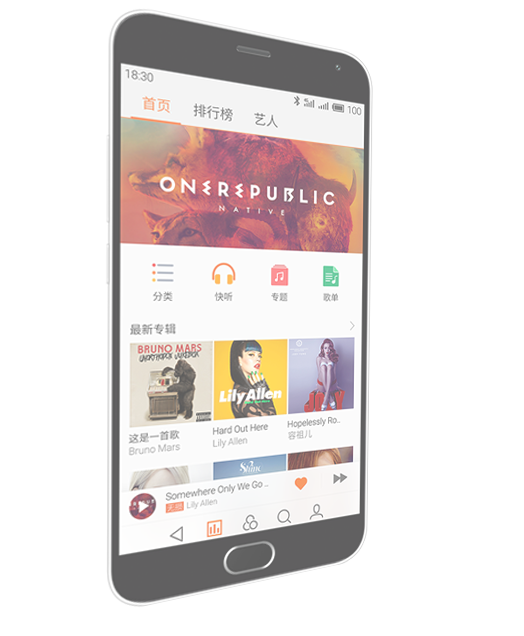 18:30
100
首页 排行榜 艺人
ONEREPUBLIC
NATIVE
分类 快听 专题 歌单
最新专辑
BRUNO MARS
UNORTHODOX JUKEBOX
Lily Allen
JOEY
这是一首歌 Hard Out Here Hopelessly Ro..
Bruno Mars Lily Allen 容祖儿
Shine
Somewhere Only We Go ..
Lily Allen